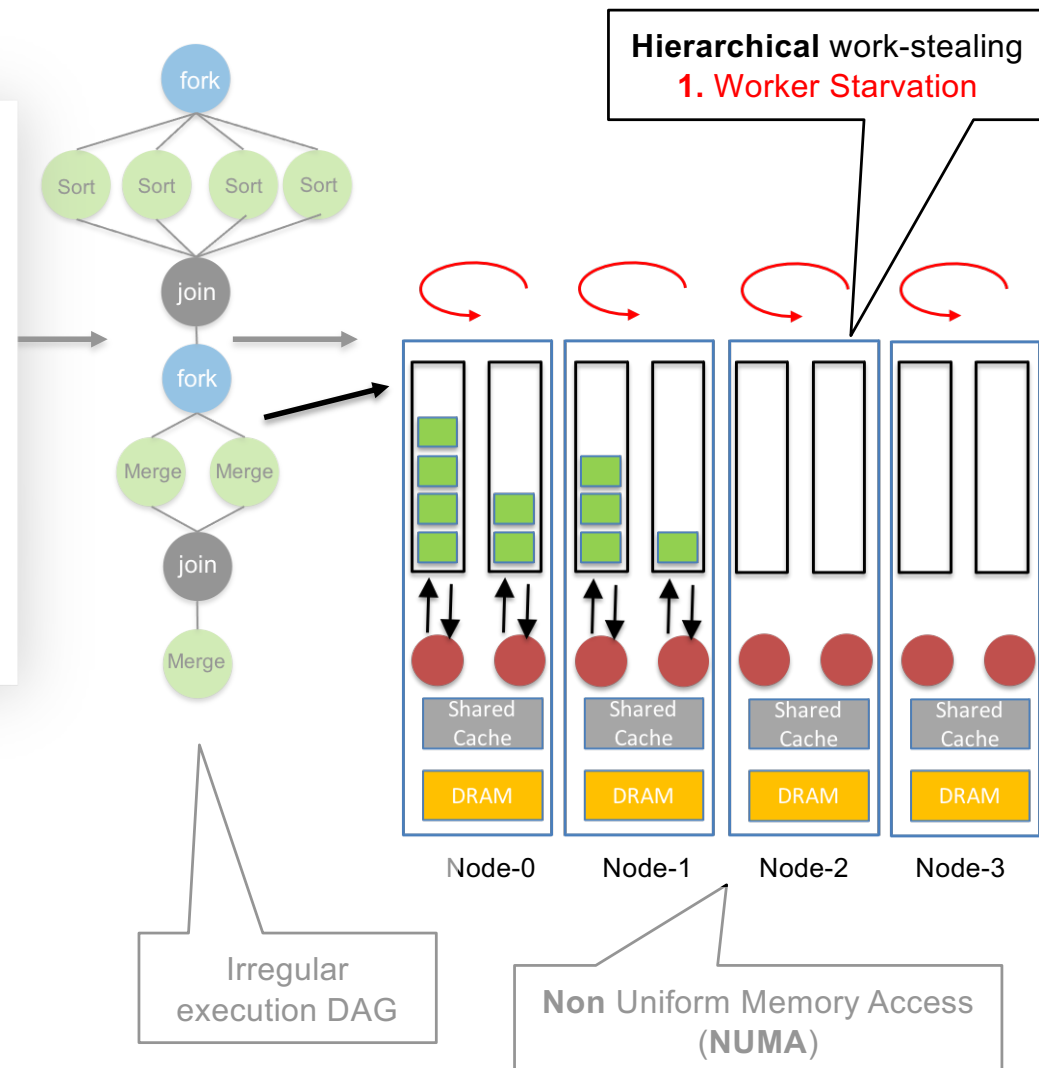 Hierarchical work-stealing
1. Worker Starvation
fork
Sort Sort Sort Sort
join
fork
Merge Merge
join
Merge
Shared
Cache
DRAM
Shared
Cache
DRAM
Shared
Cache
DRAM
Shared
Cache
DRAM
Node-0 Node-1 Node-2 Node-3
Irregular
execution DAG
Non Uniform Memory Access
(NUMA)